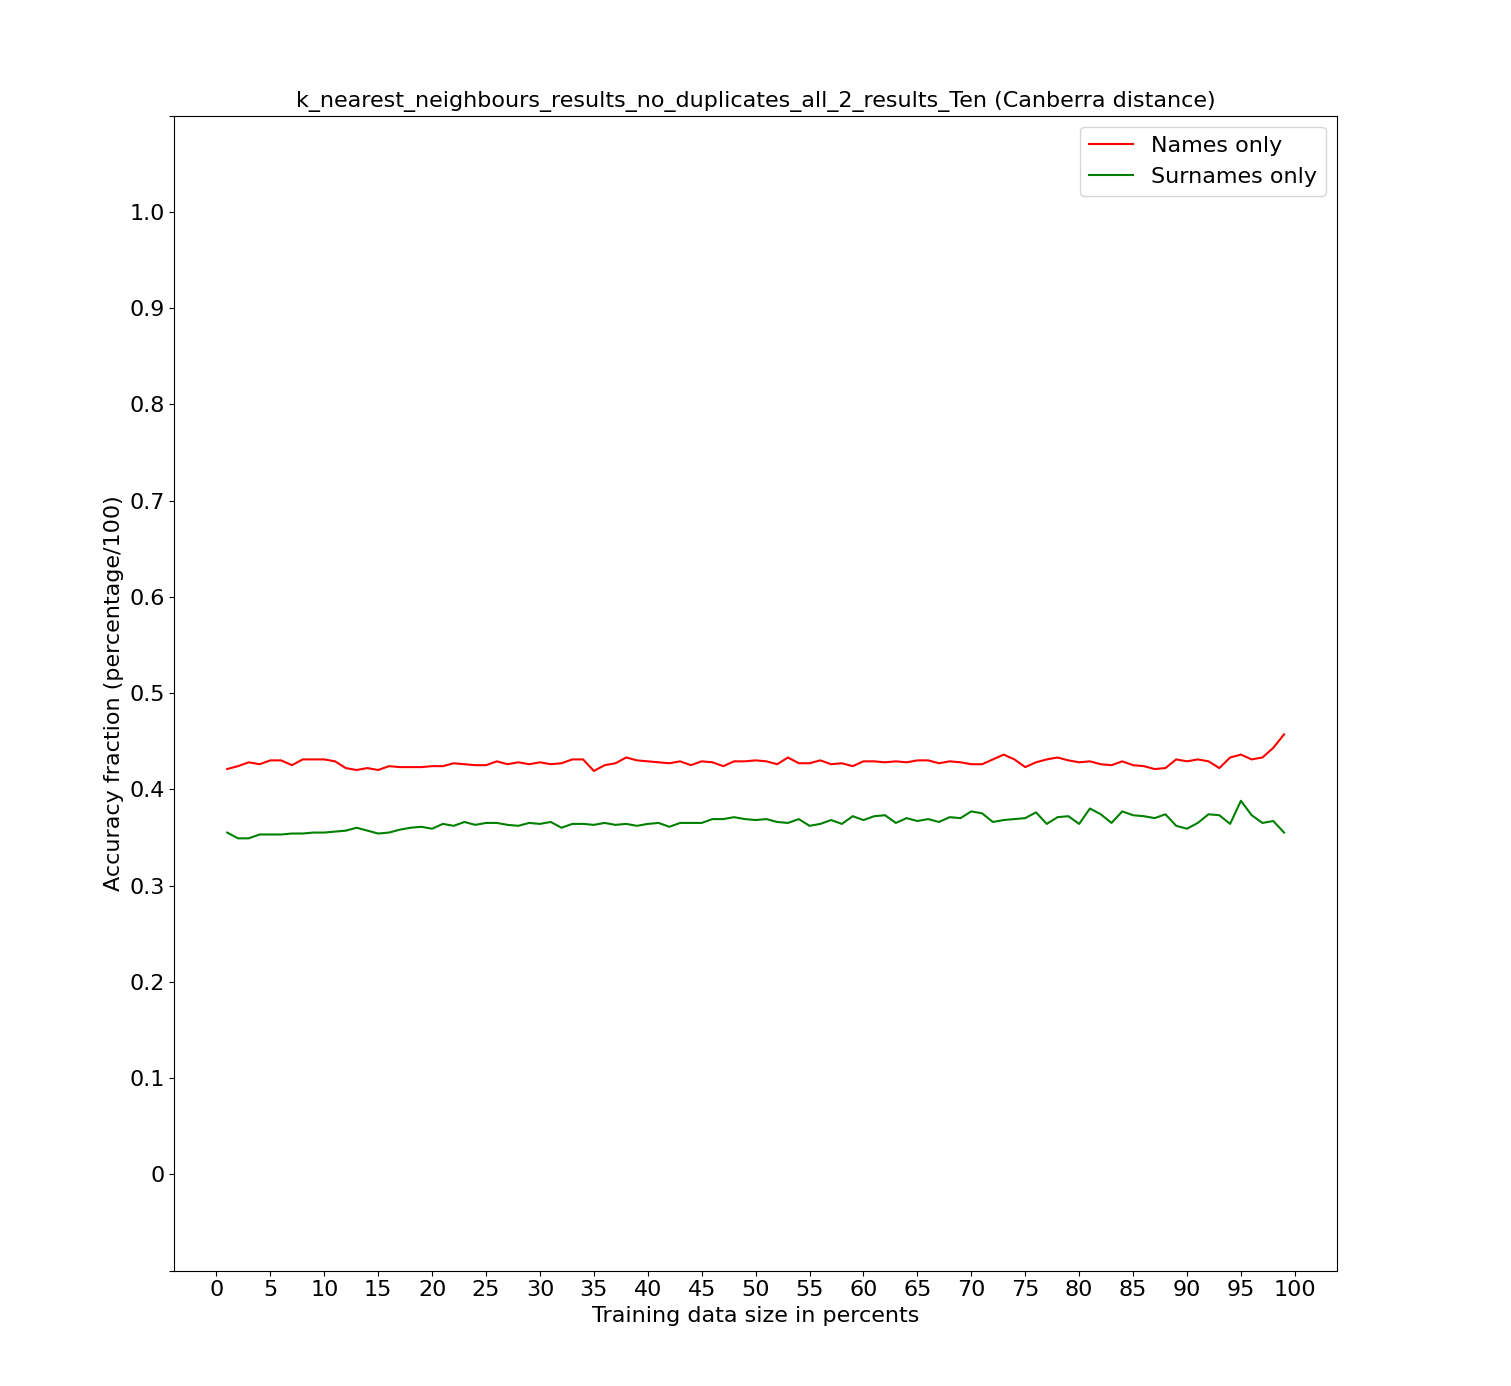 k_nearest_neighbours_results_no_duplicates_all_2_results_Ten (Canberra distance)
Names only
Surnames only
Accuracy fraction (percentage/100)
1.0
0.9
0.8
0.7
0.6
0.5
0.4
0.3
0.2
0.1
0
0 5 10 15 20 25 30 35 40 45 50 55 60 65 70 75 80 85 90 95 100
Training data size in percents